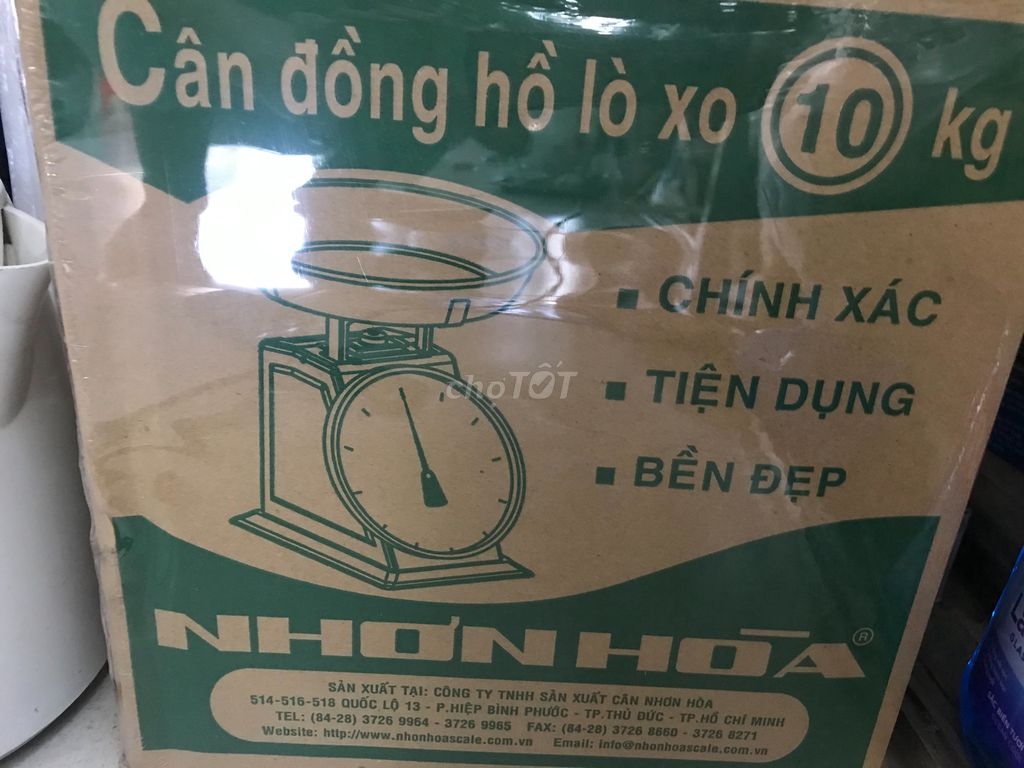 Cân đồng hồ lò xo 10 kg
CHÍNH XÁC
TIỆN DỤNG
BỀN ĐẸP
choTỐT
NHƠN HÒA ®
SẢN XUẤT TẠI: CÔNG TY TNHH SẢN XUẤT CÂN NHƠN HÒA
514-516-518 QUỐC LỘ 13 - P.HIỆP BÌNH PHƯỚC - TP.THỦ ĐỨC - TP.HỒ CHÍ MINH
TEL: (84-28) 3726 9964 - 3726 9965 FAX: (84-28) 3726 8660 - 3726 8271
Website: http://www.nhonhoascale.com.vn Email: info@nhonhoascale.com.vn